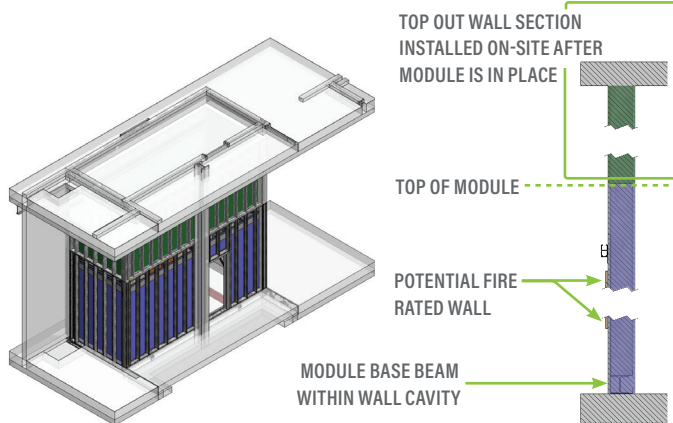 TOP OUT WALL SECTION
INSTALLED ON-SITE AFTER
MODULE IS IN PLACE
TOP OF MODULE
POTENTIAL FIRE
RATED WALL
MODULE BASE BEAM
WITHIN WALL CAVITY